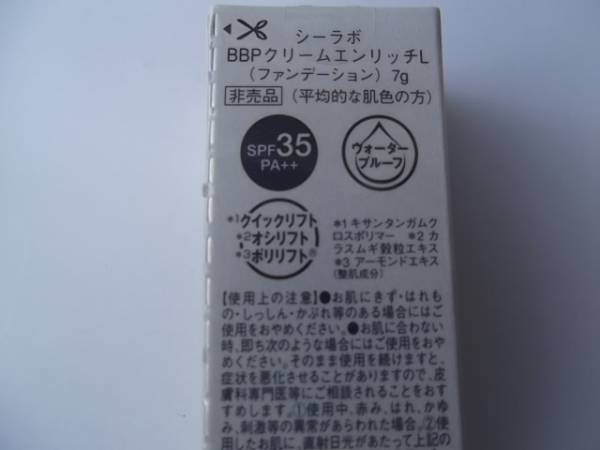 シーラボ
BBPクリームエンリッチL
(ファンデーション) 7g
非売品 (平均的な肌色の方)
SPF35
PA++
ウォーター
プルーフ
*1クイックリフト
*2オシリフト
*3ポリリフト®
*1 キサンタンガムク
ロスポリマー *2 カ
ラスムギ穀粒エキス
*3 アーモンドエキス
(整肌成分)
【使用上の注意】●お肌にきず・はれも
の・しっしん・かぶれ等のある場合にはご
使用をおやめください。●お肌に合わない
時、即ち次のような場合にはご使用をおや
めください。そのまま使用を続けますと、
症状を悪化させることがありますので、皮
膚科専門医等にご相談されることをおす
すめします。①使用中、赤み、はれ、かゆ
み、刺激等の異常があらわれた場合。②使
用したお肌に、直射日光があたって上記の